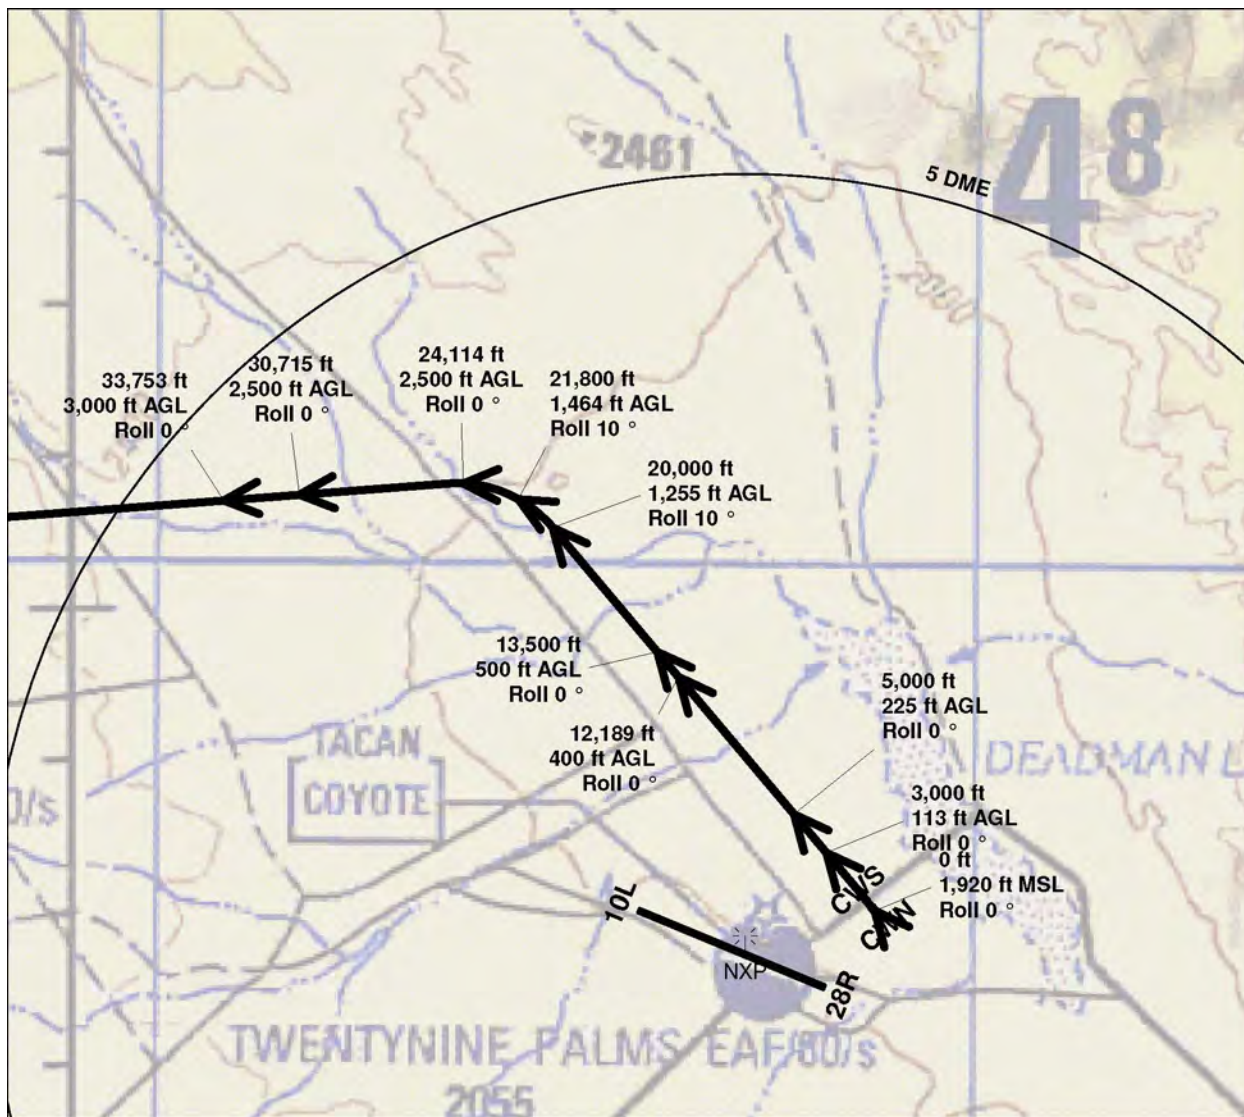 2461
5 DME
48
2000
24,114 ft
2,500 ft AGL
Roll 0 °
30,715 ft
2,500 ft AGL
Roll 0 °
33,753 ft
3,000 ft AGL
Roll 0 °
21,800 ft
1,464 ft AGL
Roll 10 °
20,000 ft
1,255 ft AGL
Roll 10 °
13,500 ft
500 ft AGL
Roll 0 °
5,000 ft
225 ft AGL
Roll 0 °
12,189 ft
400 ft AGL
Roll 0 °
TACAN
COYOTE
DEADMAN L
0/s
3,000 ft
113 ft AGL
Roll 0 °
0 ft
1,920 ft MSL
Roll 0 °
10L
NXP
28R
TWENTYNINE PALMS EAF/80/s
2055